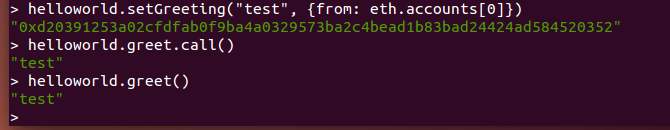 > helloworld.setGreeting("test", {from: eth.accounts[0]})
"0xd20391253a02cfdfab0f9ba4a0329573ba2c4bead1b83bad24424ad584520352"
> helloworld.greet.call()
"test"
> helloworld.greet()
"test"
>